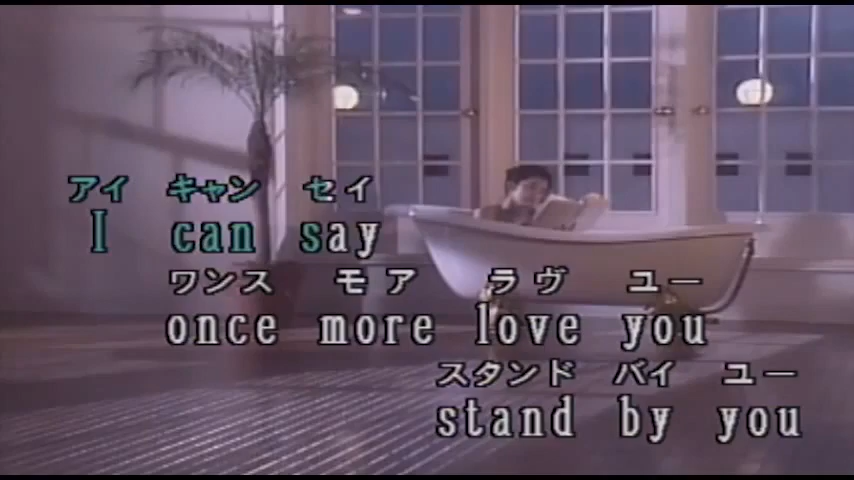 アイ キャン セイ
I can say
ワンス モア ラヴ ユー
once more love you
スタンド バイ ユー
stand by you